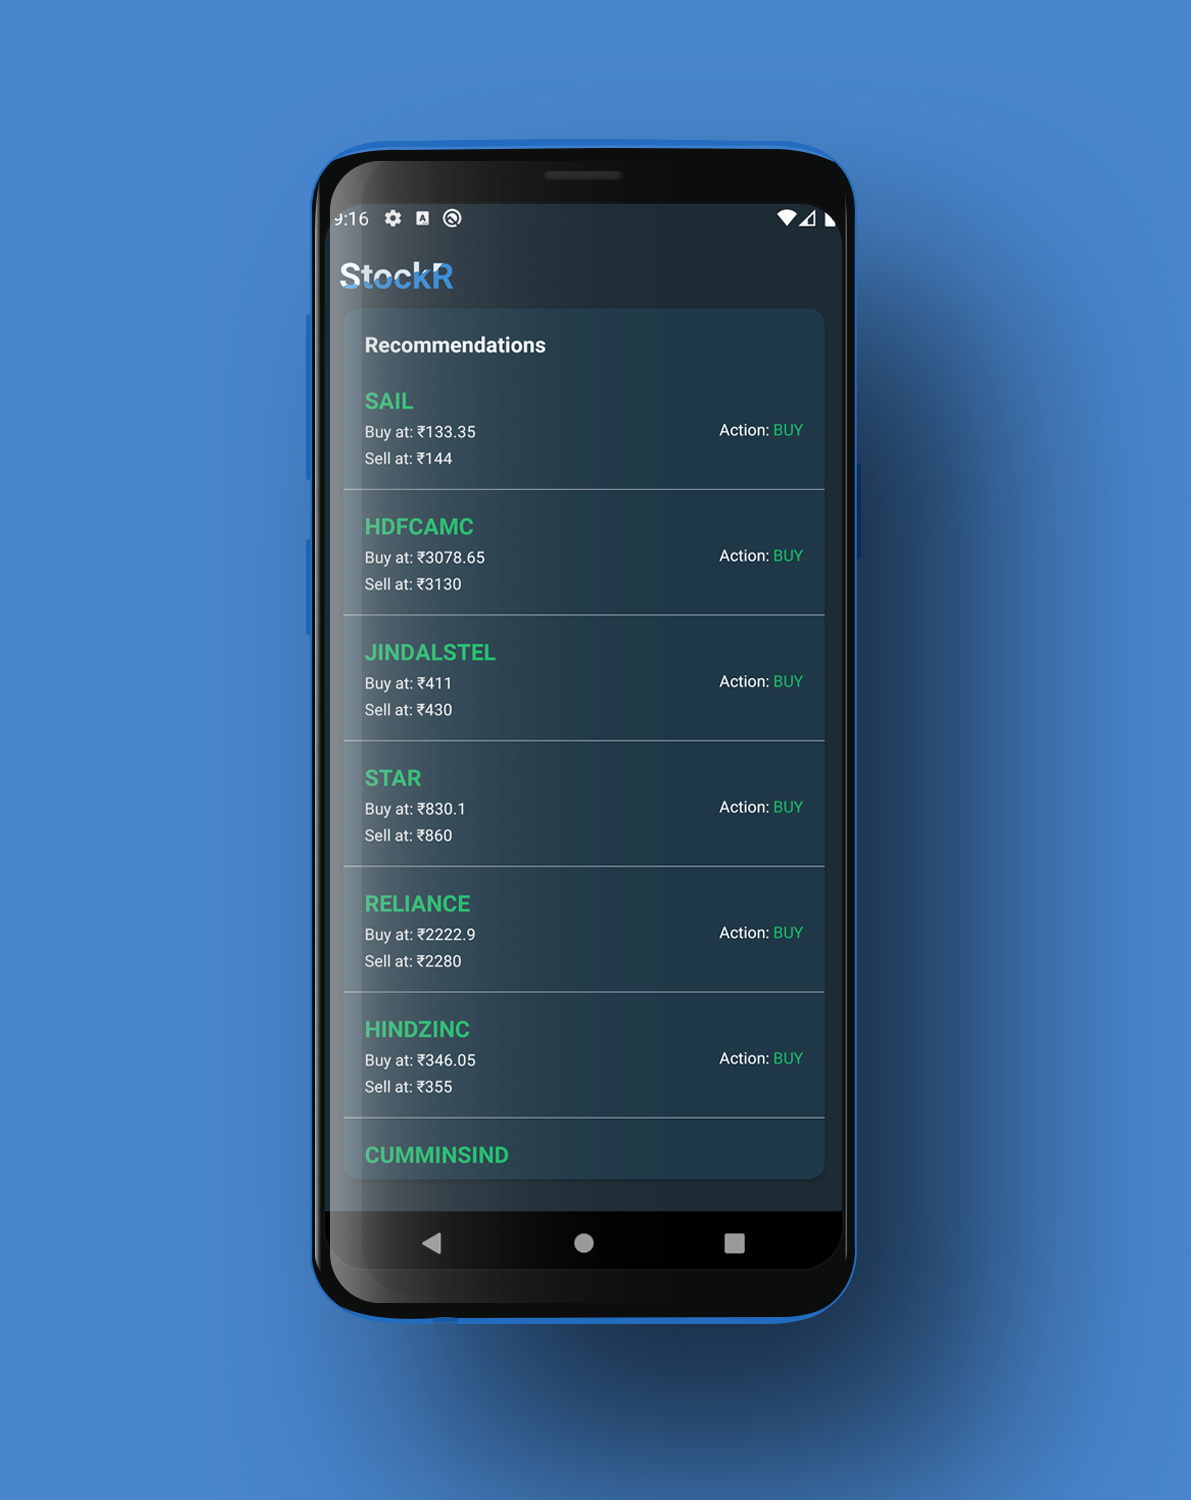 9:16
StockR
Recommendations
SAIL
Buy at: ₹133.35
Action: BUY
Sell at: ₹144
HDFCAMC
Buy at: ₹3078.65
Action: BUY
Sell at: ₹3130
JINDALSTEL
Buy at: ₹411
Action: BUY
Sell at: ₹430
STAR
Buy at: ₹830.1
Action: BUY
Sell at: ₹860
RELIANCE
Buy at: ₹2222.9
Action: BUY
Sell at: ₹2280
HINDZINC
Buy at: ₹346.05
Action: BUY
Sell at: ₹355
CUMMINSIND